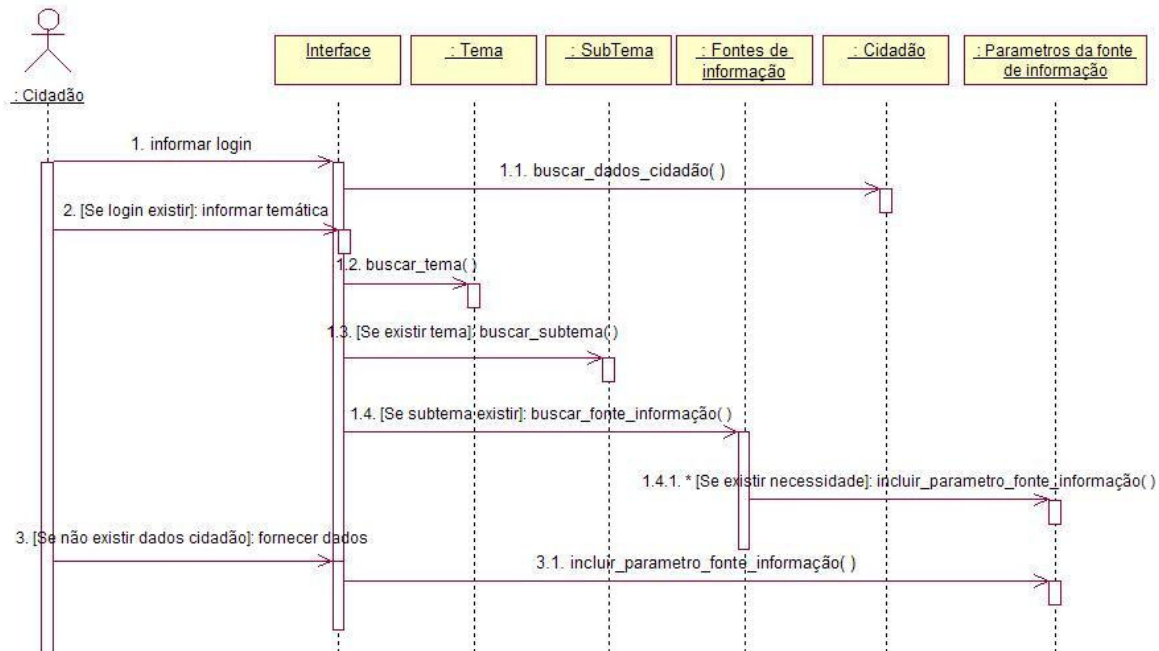 : Cidadão
Interface
: Tema
: SubTema
: Fontes de
informação
: Cidadão
: Parametros da fonte
de informação
1. informar login
1.1. buscar_dados_cidadão( )
2. [Se login existir]: informar temática
1.2. buscar_tema( )
1.3. [Se existir tema]: buscar_subtema( )
1.4. [Se subtema existir]: buscar_fonte_informação( )
1.4.1. * [Se existir necessidade]: incluir_parametro_fonte_informação( )
3. [Se não existir dados cidadão]: fornecer dados
3.1. incluir_parametro_fonte_informação( )